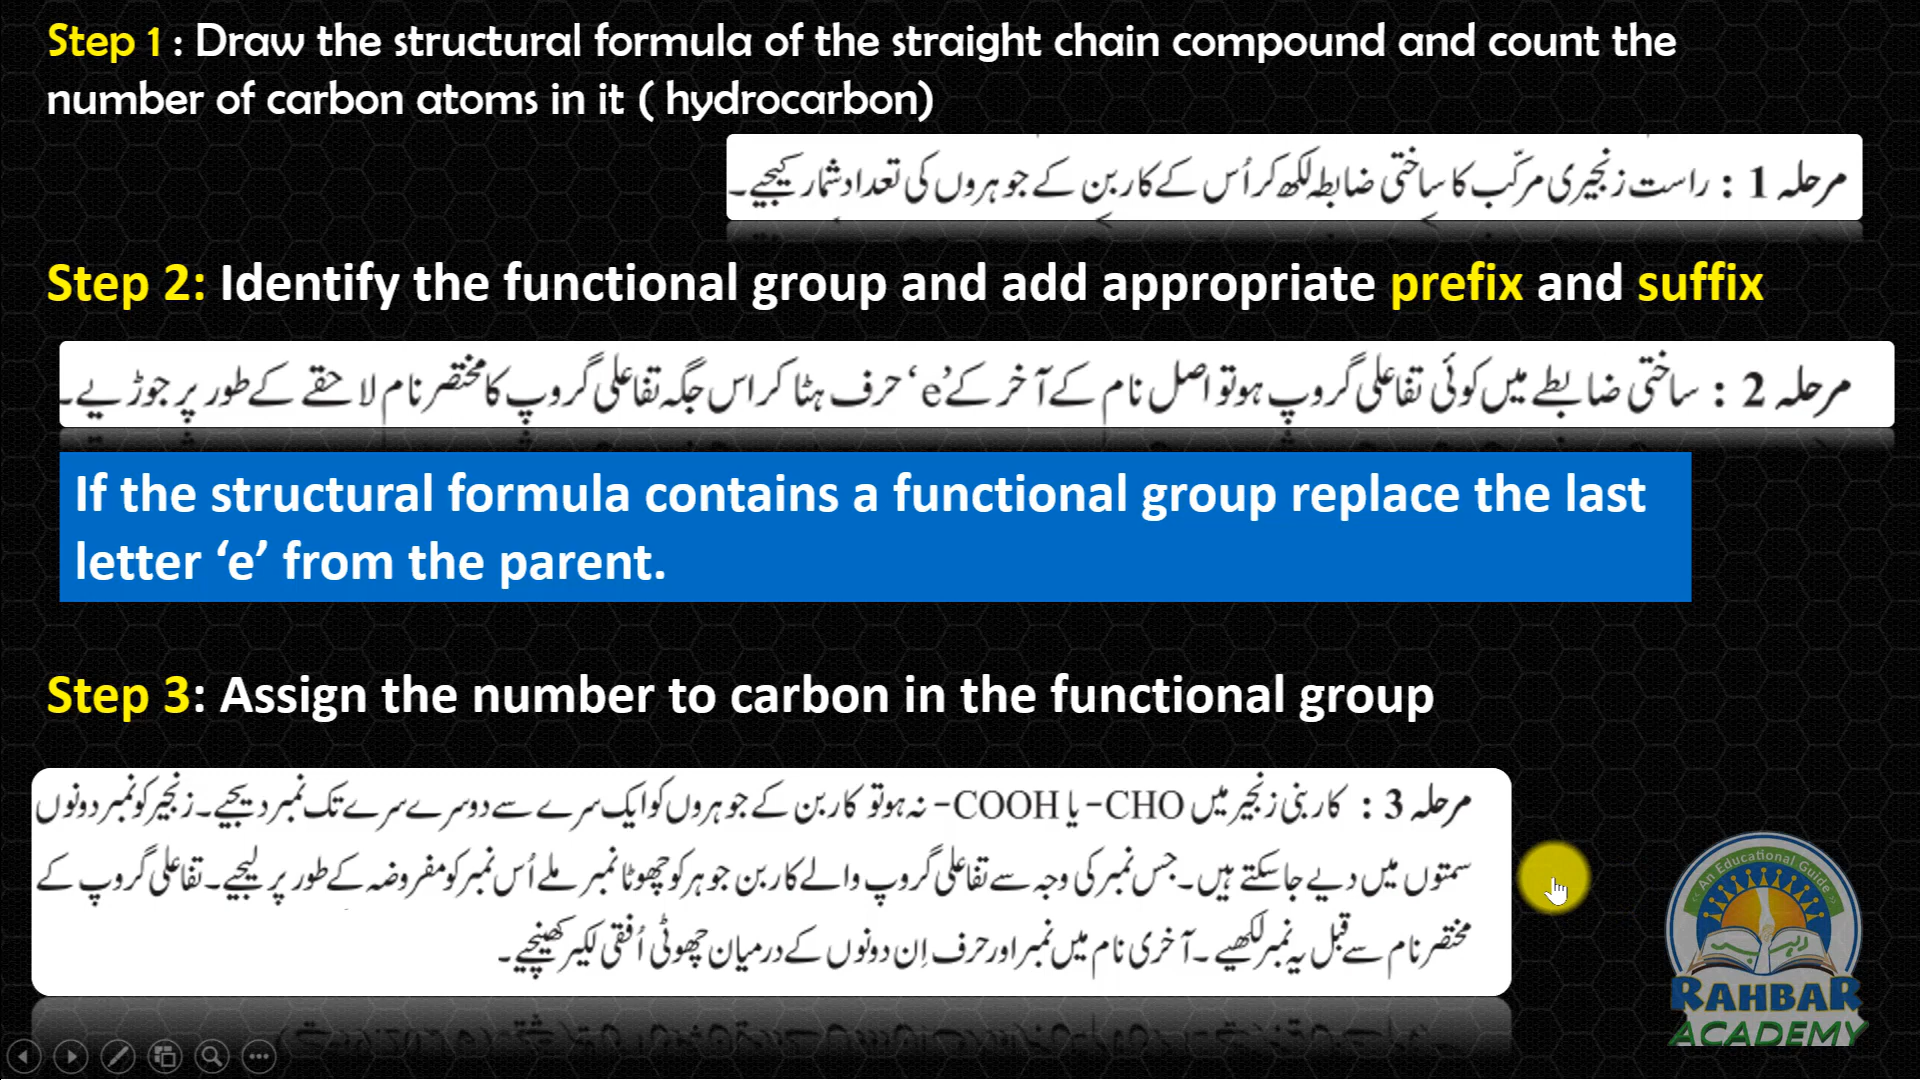 Step 1 : Draw the structural formula of the straight chain compound and count the
number of carbon atoms in it ( hydrocarbon)
مرحلہ 1 : راست زنجیری مرکّب کا ساختی ضابطہ لکھ کر اُس کے کاربن کے جوہروں کی تعداد شمار کیجیے۔
Step 2: Identify the functional group and add appropriate prefix and suffix
مرحلہ 2 : ساختی ضابطے میں کوئی تفاعلی گروپ ہو تو اصل نام کے آخر کے ’e‘ حرف ہٹا کر اس جگہ تفاعلی گروپ کا مختصر نام لاحقے کے طور پر جوڑیے۔
If the structural formula contains a functional group replace the last
letter ‘e’ from the parent.
Step 3: Assign the number to carbon in the functional group
مرحلہ 3 : کاربنی زنجیر میں -CHO یا -COOH نہ ہو تو کاربن کے جوہروں کو ایک سرے سے دوسرے سرے تک نمبر دیجیے۔ زنجیر کو نمبر دونوں
سمتوں میں دیے جاسکتے ہیں۔ جس نمبر کی وجہ سے تفاعلی گروپ والے کاربن جوہر کو چھوٹا نمبر ملے اُس نمبر کو مفروضہ کے طور پر لیجیے۔ تفاعلی گروپ کے
مختصر نام سے قبل یہ نمبر لکھیے۔ آخری نام میں نمبر اور حرف اِن دونوں کے درمیان چھوٹی اُفقی لکیر کھینچیے۔
An Educational Guide
رہبر
RAHBAR
ACADEMY